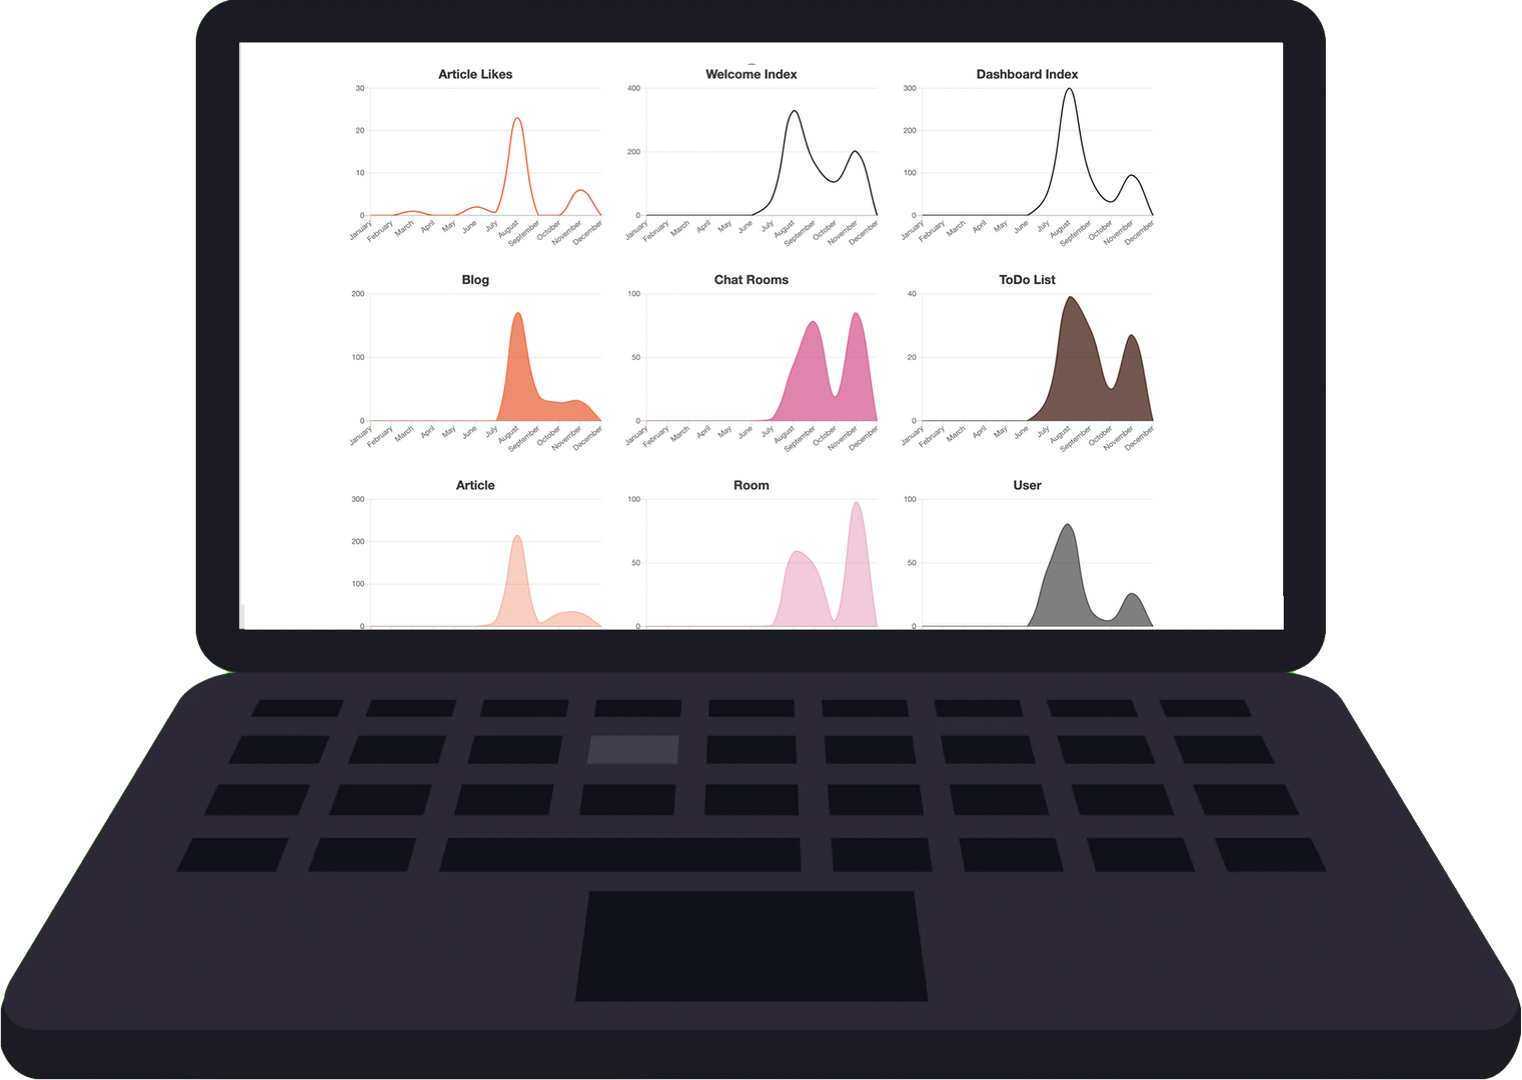 Article Likes
30
20
10
0
January February March April May June July August September October November December
Welcome Index
400
200
0
January February March April May June July August September October November December
Dashboard Index
300
200
100
0
January February March April May June July August September October November December
Blog
200
100
0
January February March April May June July August September October November December
Chat Rooms
100
50
0
January February March April May June July August September October November December
ToDo List
40
20
0
January February March April May June July August September October November December
Article
300
200
100
0
Room
100
50
0
User
100
50
0